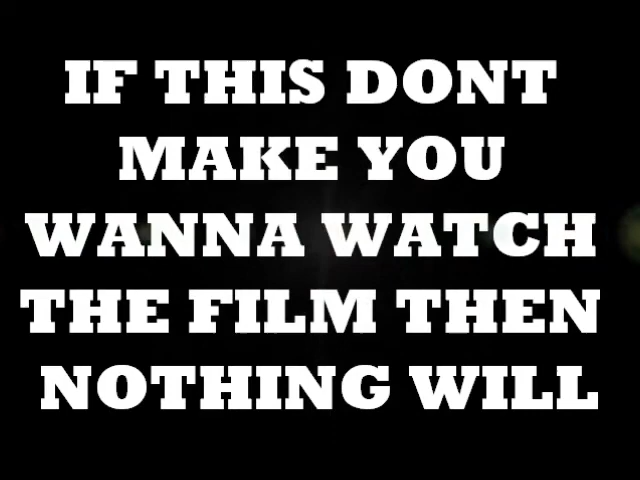 IF THIS DONT
MAKE YOU
WANNA WATCH
THE FILM THEN
NOTHING WILL